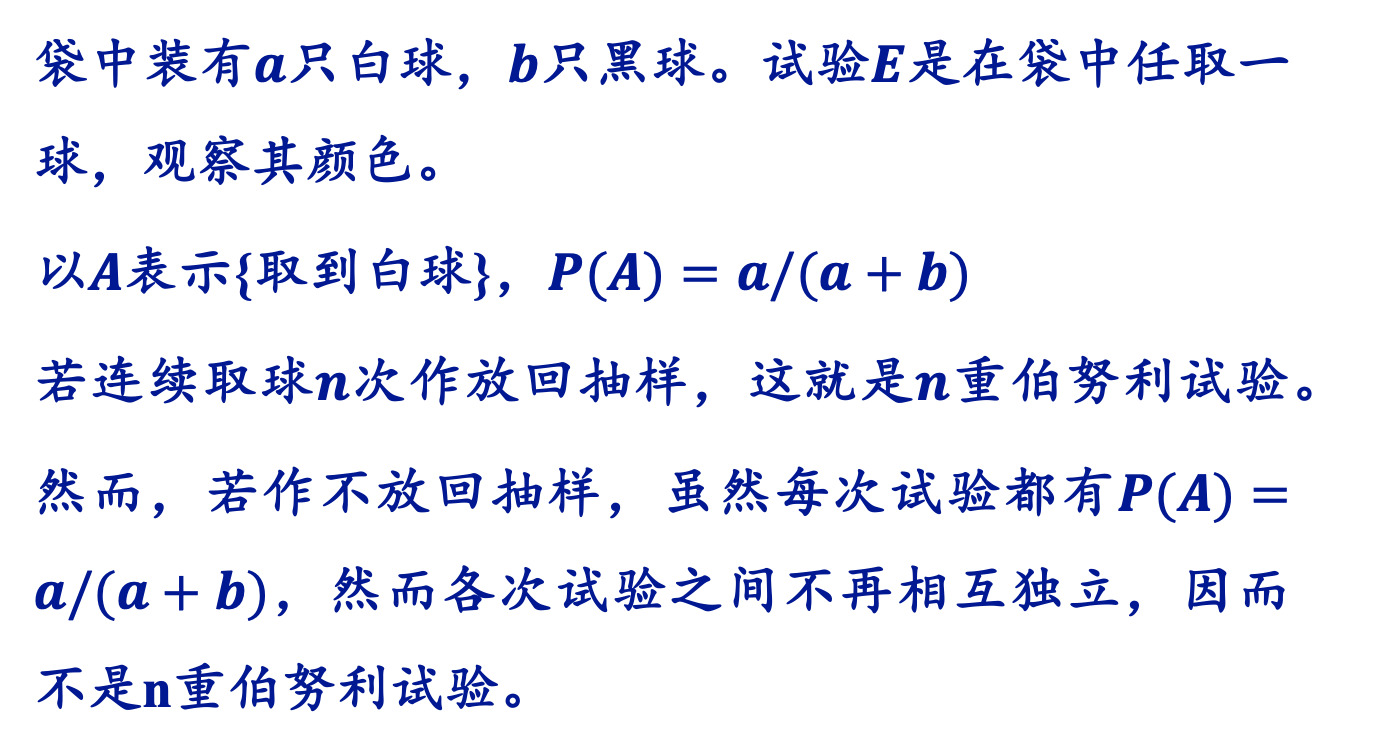 袋中装有a只白球，b只黑球。试验E是在袋中任取一
球，观察其颜色。
以A表示{取到白球}，P(A) = a/(a + b)
若连续取球n次作放回抽样，这就是n重伯努利试验。
然而，若作不放回抽样，虽然每次试验都有P(A) =
a/(a + b)，然而各次试验之间不再相互独立，因而
不是n重伯努利试验。